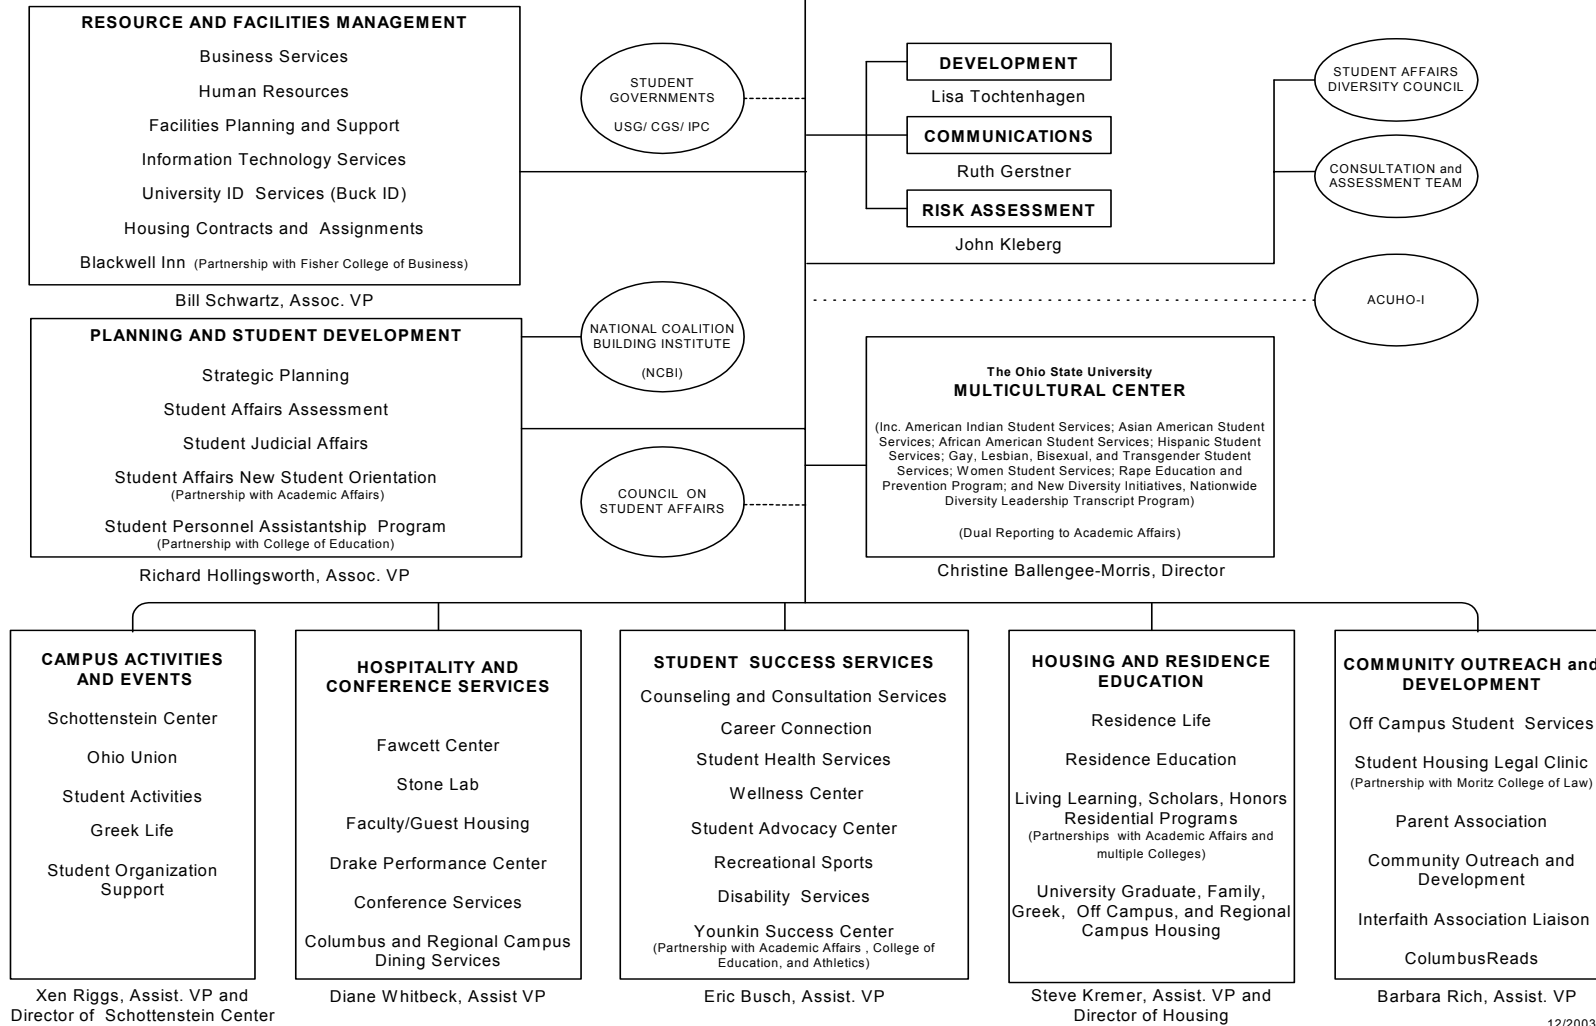 RESOURCE AND FACILITIES MANAGEMENT
Business Services
Human Resources
Facilities Planning and Support
Information Technology Services
University ID Services (Buck ID)
Housing Contracts and Assignments
Blackwell Inn (Partnership with Fisher College of Business)
Bill Schwartz, Assoc. VP
STUDENT
GOVERNMENTS
USG/ CGS/ IPC
DEVELOPMENT
Lisa Tochtenhagen
COMMUNICATIONS
Ruth Gerstner
RISK ASSESSMENT
John Kleberg
STUDENT AFFAIRS
DIVERSITY COUNCIL
CONSULTATION and
ASSESSMENT TEAM
ACUHO-I
PLANNING AND STUDENT DEVELOPMENT
Strategic Planning
Student Affairs Assessment
Student Judicial Affairs
Student Affairs New Student Orientation
(Partnership with Academic Affairs)
Student Personnel Assistantship Program
(Partnership with College of Education)
Richard Hollingsworth, Assoc. VP
NATIONAL COALITION
BUILDING INSTITUTE
(NCBI)
COUNCIL ON
STUDENT AFFAIRS
The Ohio State University
MULTICULTURAL CENTER
(Inc. American Indian Student Services; Asian American Student
Services; African American Student Services; Hispanic Student
Services; Gay, Lesbian, Bisexual, and Transgender Student
Services; Women Student Services; Rape Education and
Prevention Program; and New Diversity Initiatives, Nationwide
Diversity Leadership Transcript Program)
(Dual Reporting to Academic Affairs)
Christine Ballengee-Morris, Director
CAMPUS ACTIVITIES
AND EVENTS
Schottenstein Center
Ohio Union
Student Activities
Greek Life
Student Organization
Support
Xen Riggs, Assist. VP and
Director of Schottenstein Center
HOSPITALITY AND
CONFERENCE SERVICES
Fawcett Center
Stone Lab
Faculty/Guest Housing
Drake Performance Center
Conference Services
Columbus and Regional Campus
Dining Services
Diane Whitbeck, Assist VP
STUDENT SUCCESS SERVICES
Counseling and Consultation Services
Career Connection
Student Health Services
Wellness Center
Student Advocacy Center
Recreational Sports
Disability Services
Younkin Success Center
(Partnership with Academic Affairs , College of
Education, and Athletics)
Eric Busch, Assist. VP
HOUSING AND RESIDENCE
EDUCATION
Residence Life
Residence Education
Living Learning, Scholars, Honors
Residential Programs
(Partnerships with Academic Affairs and
multiple Colleges)
University Graduate, Family,
Greek, Off Campus, and Regional
Campus Housing
Steve Kremer, Assist. VP and
Director of Housing
COMMUNITY OUTREACH and
DEVELOPMENT
Off Campus Student Services
Student Housing Legal Clinic
(Partnership with Moritz College of Law)
Parent Association
Community Outreach and
Development
Interfaith Association Liaison
ColumbusReads
Barbara Rich, Assist. VP
12/2003